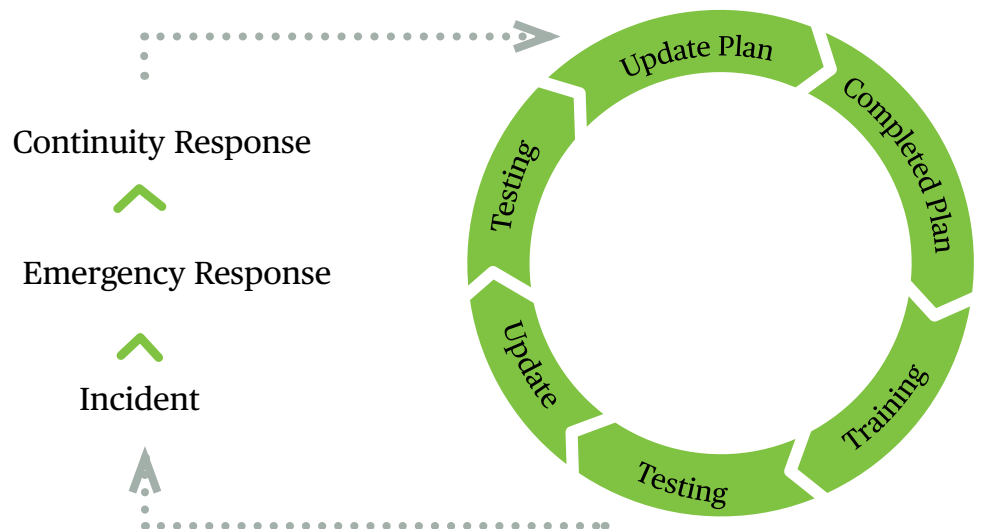 Continuity Response
Emergency Response
Incident
Update Plan
Completed Plan
Training
Testing
Update
Testing